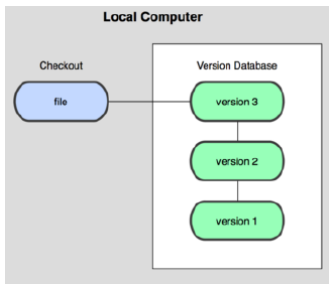 Local Computer
Checkout
Version Database
file
version 3
version 2
version 1